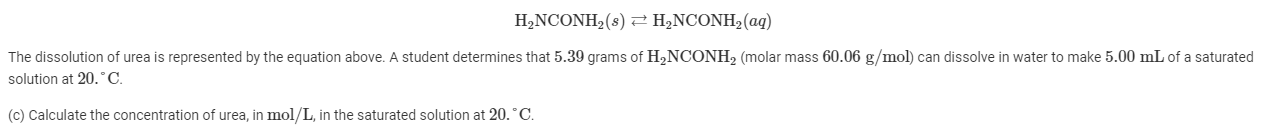 H₂NCONH₂(s) ⇄ H₂NCONH₂(aq)
The dissolution of urea is represented by the equation above. A student determines that 5.39 grams of H₂NCONH₂ (molar mass 60.06 g/mol) can dissolve in water to make 5.00 mL of a saturated
solution at 20.°C.
(c) Calculate the concentration of urea, in mol/L, in the saturated solution at 20.°C.